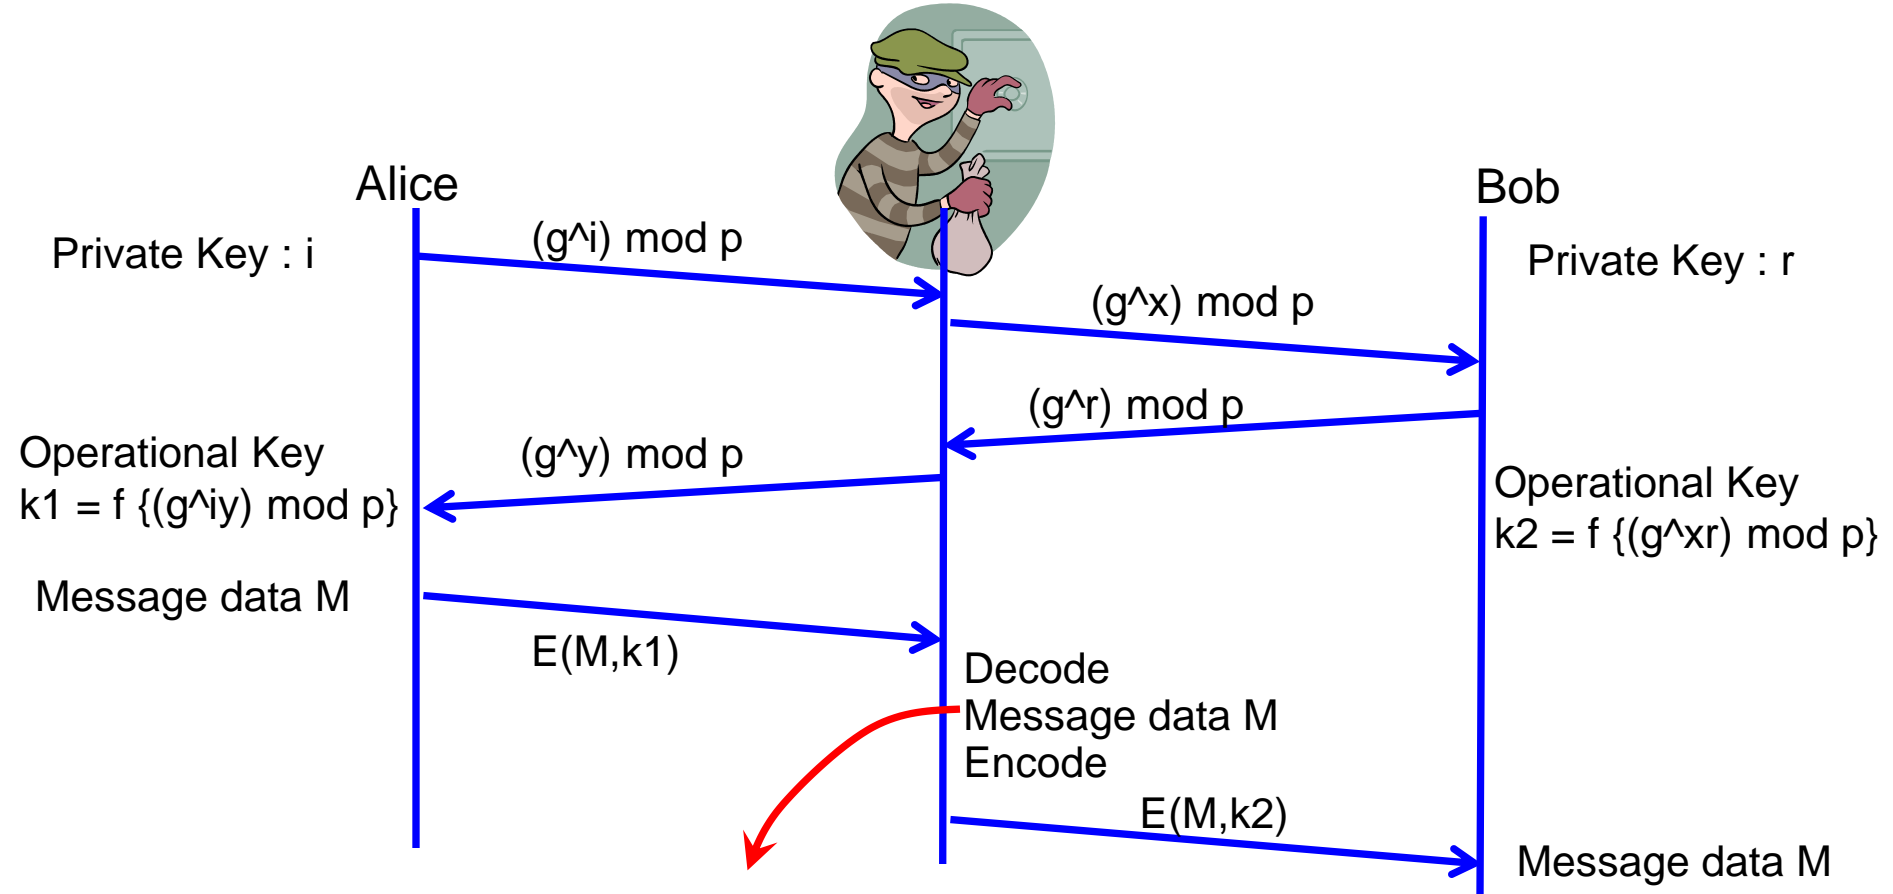 Alice
Bob
Private Key : i
(g^i) mod p
Private Key : r
(g^x) mod p
(g^r) mod p
Operational Key
k1 = f {(g^iy) mod p}
(g^y) mod p
Operational Key
k2 = f {(g^xr) mod p}
Message data M
E(M,k1)
Decode
Message data M
Encode
E(M,k2)
Message data M